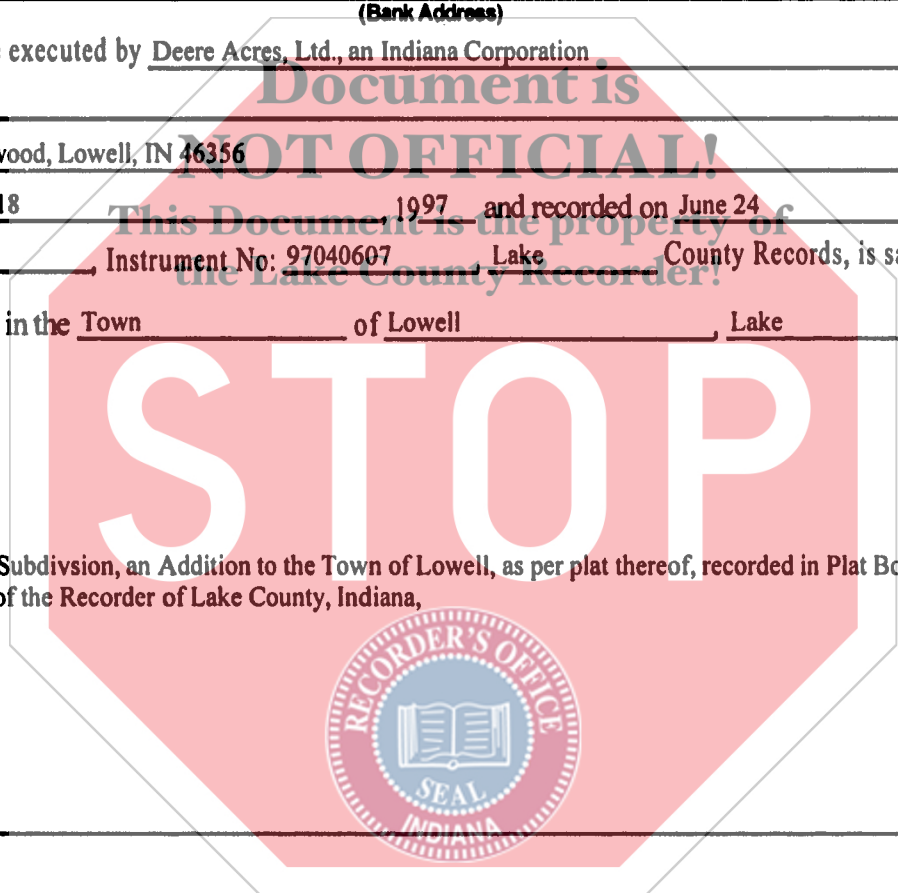 (Bank Address)
executed by Deere Acres, Ltd., an Indiana Corporation
Document is
wood, Lowell, IN 46356
NOT OFFICIAL!
18 , 1997 and recorded on June 24
This Document is the property of
, Instrument No: 97040607 , Lake County Records, is sa
the Lake County Recorder!
in the Town of Lowell , Lake
STOP
Subdivsion, an Addition to the Town of Lowell, as per plat thereof, recorded in Plat Bo
of the Recorder of Lake County, Indiana,
RECORDER'S OFFICE
SEAL
INDIANA